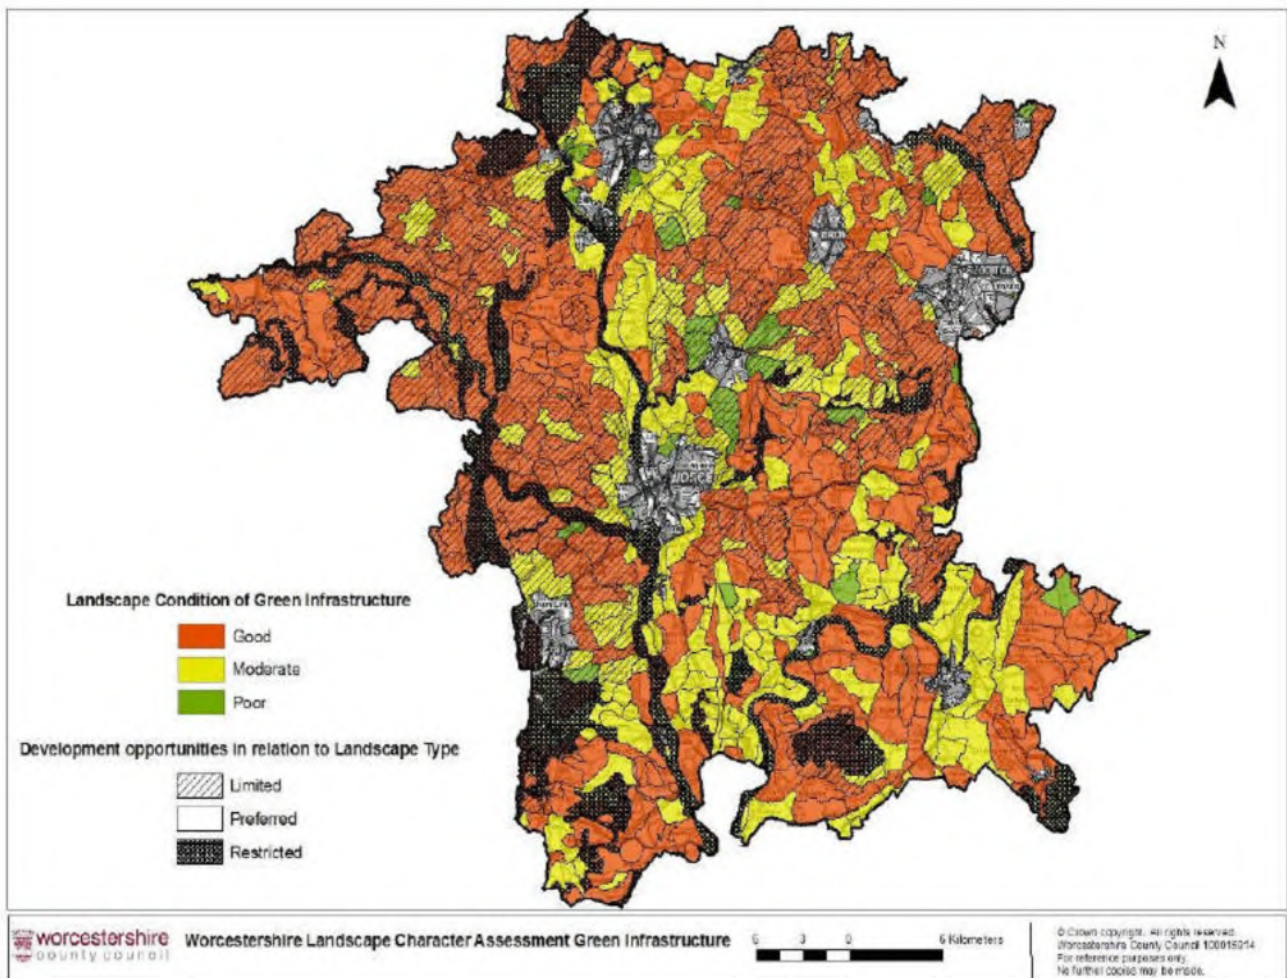 N
Landscape Condition of Green Infrastructure
Good
Moderate
Poor
Development opportunities in relation to Landscape Type
Limited
Preferred
Restricted
worcestershire
county council
Worcestershire Landscape Character Assessment Green Infrastructure
6 3 0 6 Kilometers
© Crown copyright. All rights reserved.
Worcestershire County Council 100015914
For reference purposes only.
No further copies may be made.